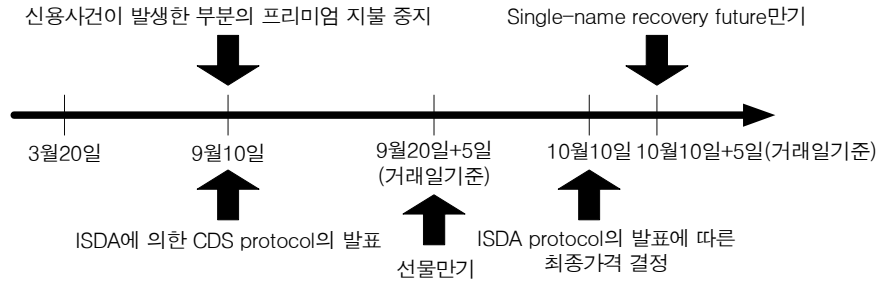 신용사건이 발생한 부분의 프리미엄 지불 중지
Single-name recovery future만기
3월20일
9월10일
9월20일+5일
(거래일기준)
10월10일
10월10일+5일(거래일기준)
ISDA에 의한 CDS protocol의 발표
선물만기
ISDA protocol의 발표에 따른
최종가격 결정